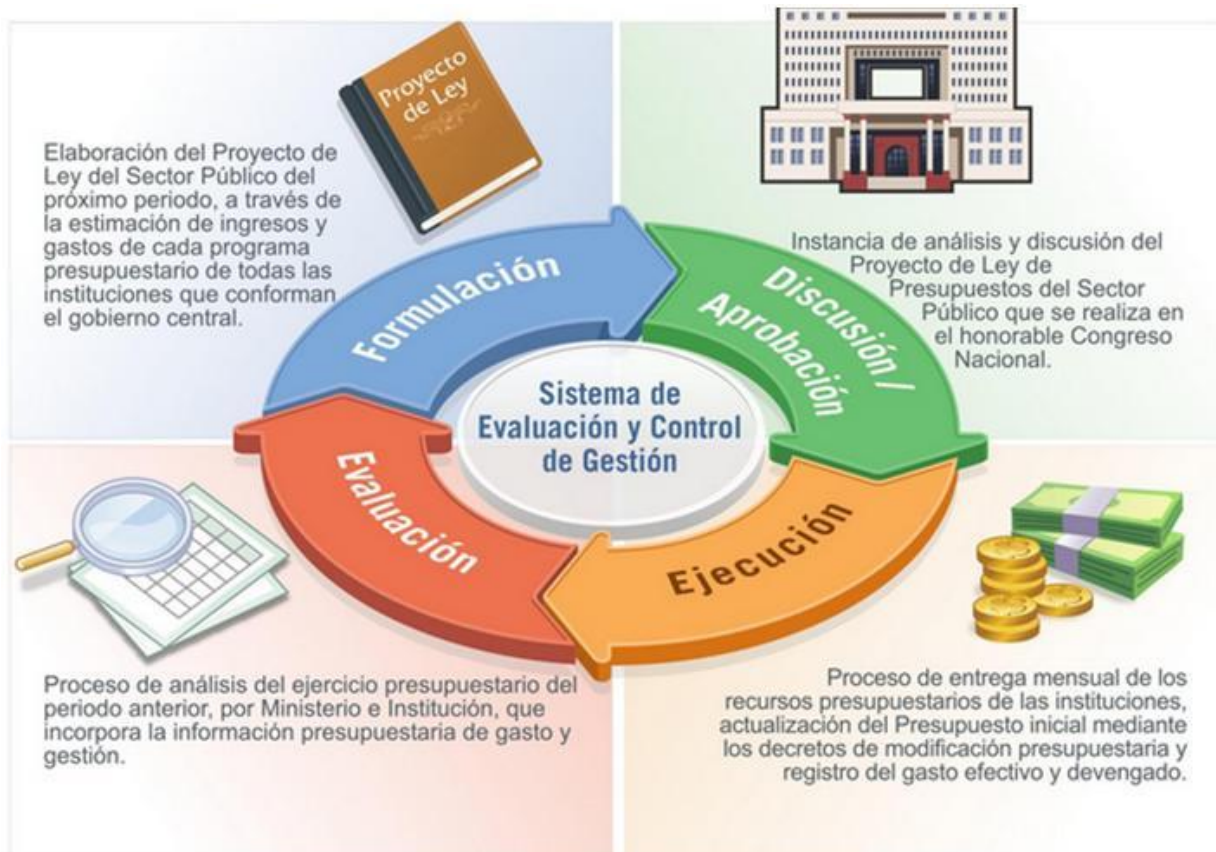 Proyecto
de Ley
Elaboración del Proyecto de
Ley del Sector Público del
próximo periodo, a través de
la estimación de ingresos y
gastos de cada programa
presupuestario de todas las
instituciones que conforman
el gobierno central.
Formulación
Discusión /
Aprobación
Instancia de análisis y discusión del
Proyecto de Ley de
Presupuestos del Sector
Público que se realiza en
el honorable Congreso
Nacional.
Sistema de
Evaluación y Control
de Gestión
Evaluación
Ejecución
Proceso de análisis del ejercicio presupuestario del
periodo anterior, por Ministerio e Institución, que
incorpora la información presupuestaria de gasto y
gestión.
Proceso de entrega mensual de los
recursos presupuestarios de las instituciones,
actualización del Presupuesto inicial mediante
los decretos de modificación presupuestaria y
registro del gasto efectivo y devengado.